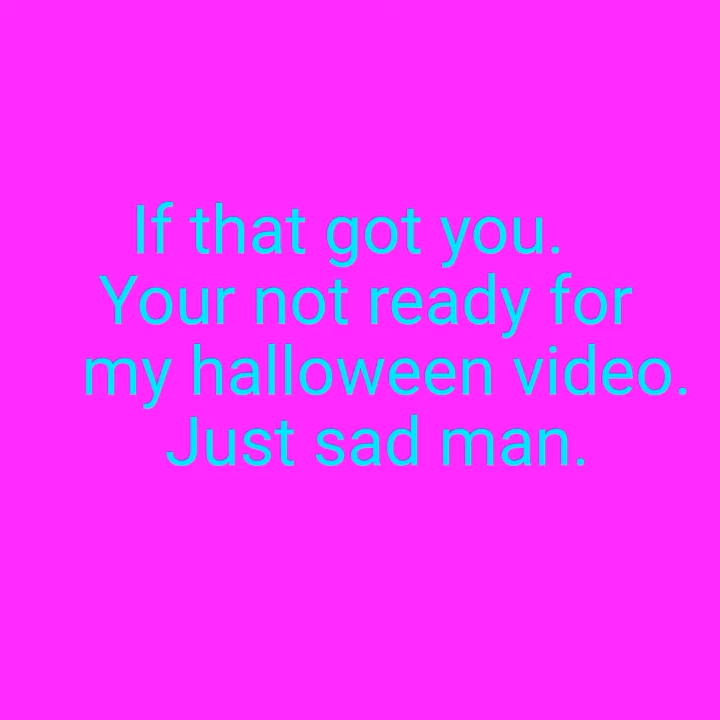 If that got you.
Your not ready for
my halloween video.
Just sad man.